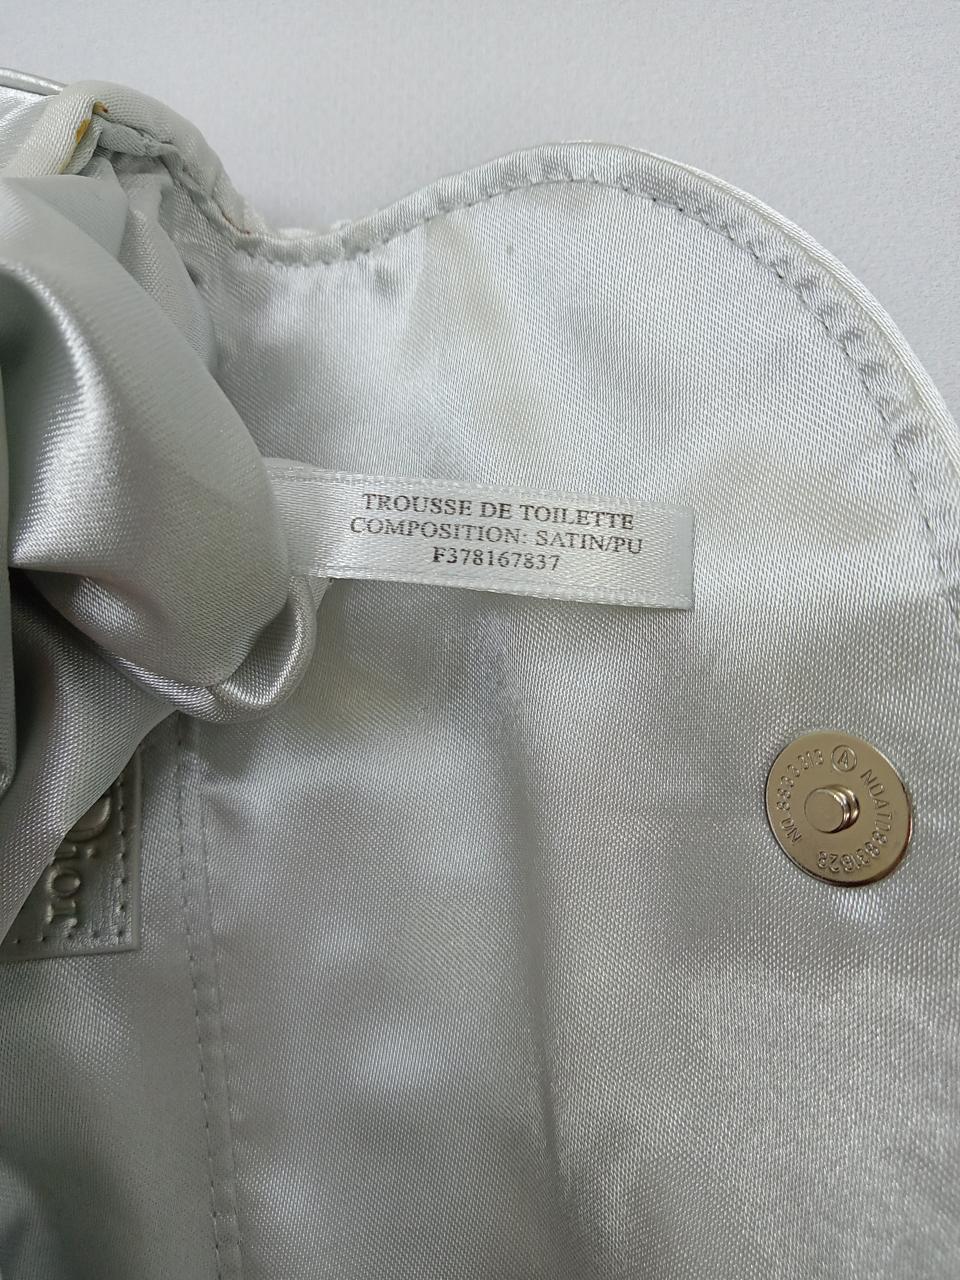 TROUSSE DE TOILETTE
COMPOSITION: SATIN/PU
F378167837
Dior